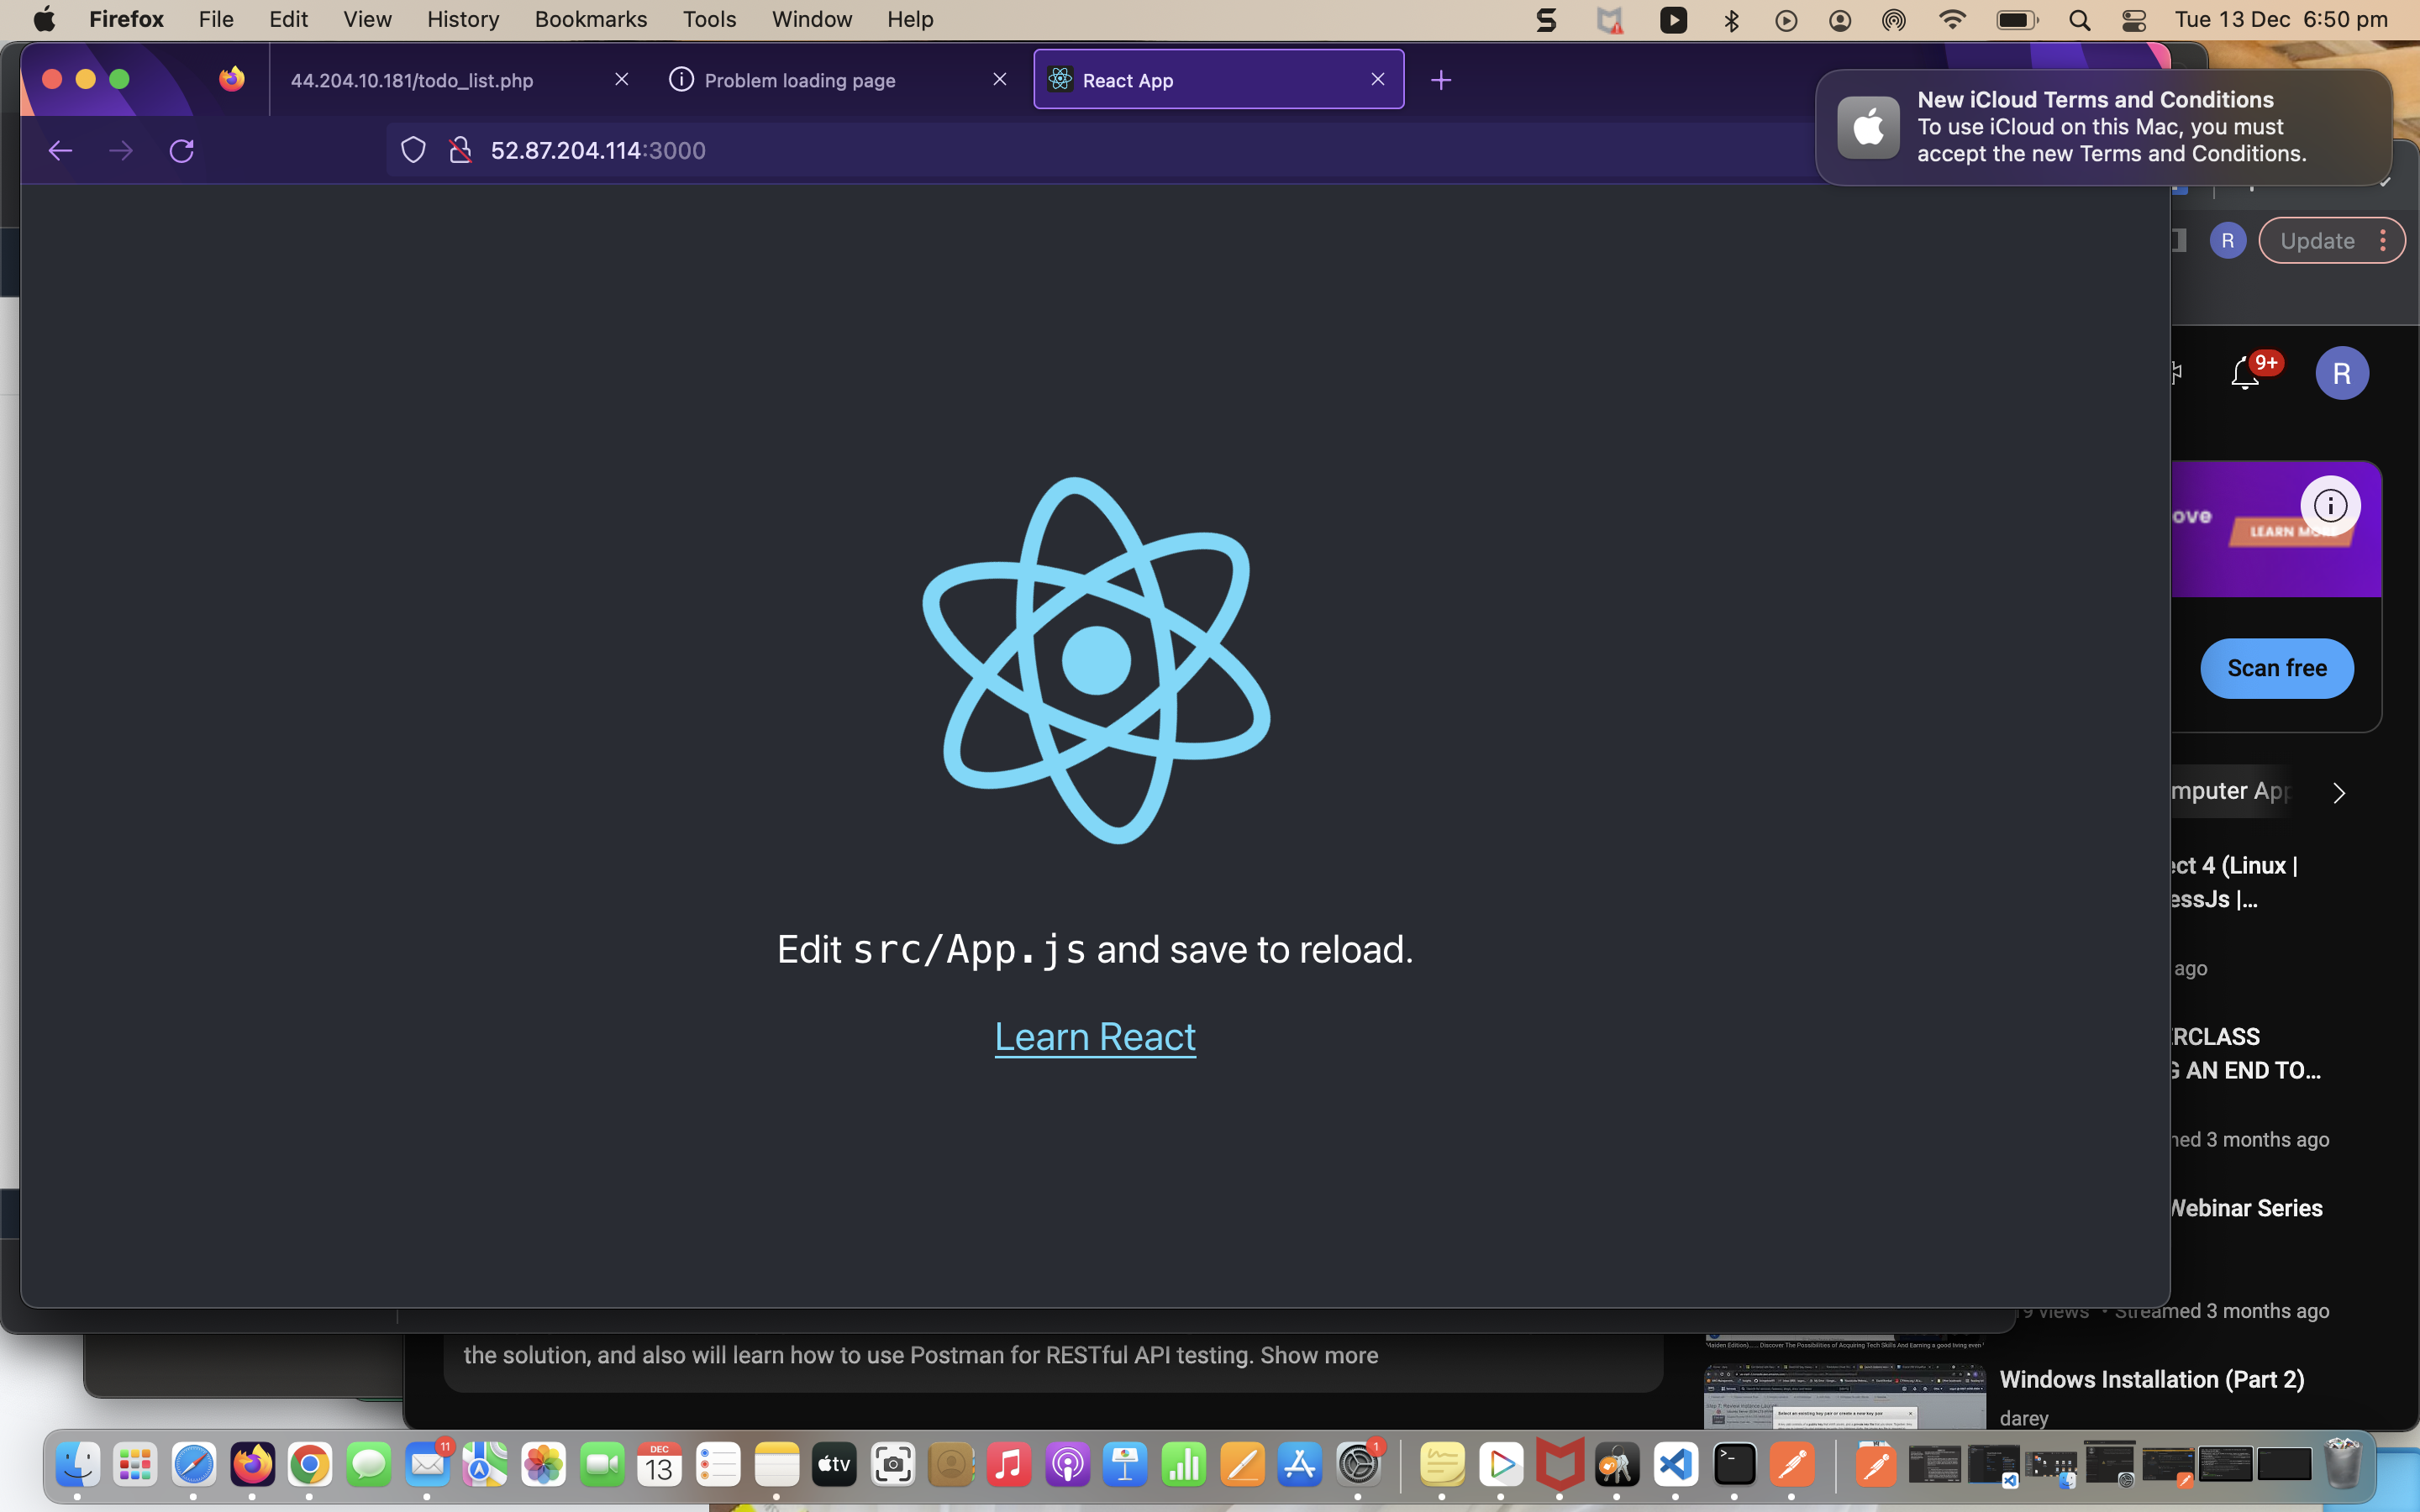 Firefox File Edit View History Bookmarks Tools Window Help
Tue 13 Dec 6:50 pm
44.204.10.181/todo_list.php
Problem loading page
React App
52.87.204.114:3000
New iCloud Terms and Conditions
To use iCloud on this Mac, you must
accept the new Terms and Conditions.
R
Update
9+
R
ove
LEARN
Scan free
mputer App
ect 4 (Linux |
essJs |...
ago
Edit src/App.js and save to reload.
Learn React
RCLASS
G AN END TO...
ned 3 months ago
Webinar Series
9 views • Streamed 3 months ago
the solution, and also will learn how to use Postman for RESTful API testing. Show more
Windows Installation (Part 2)
darey
11
DEC
13
tv
1